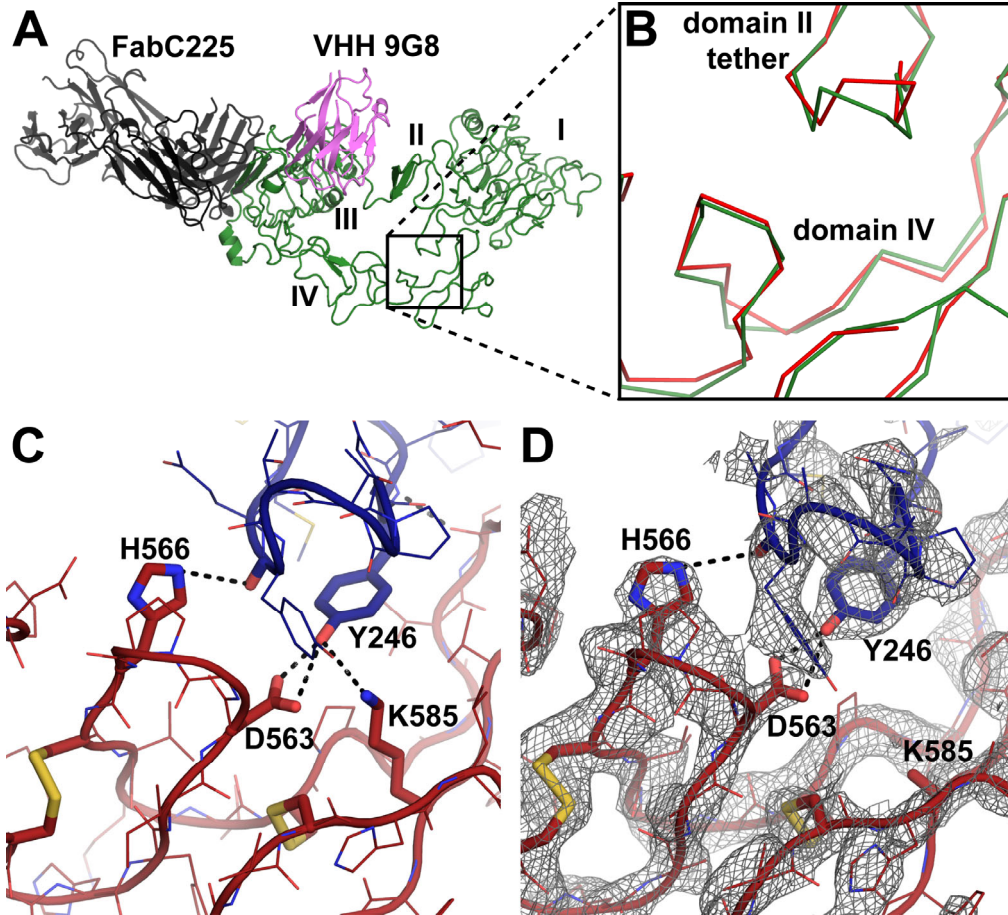 A
FabC225
VHH 9G8
II
I
III
IV
B
domain II
tether
domain IV
C
H566
Y246
D563
K585
D
H566
Y246
D563
K585